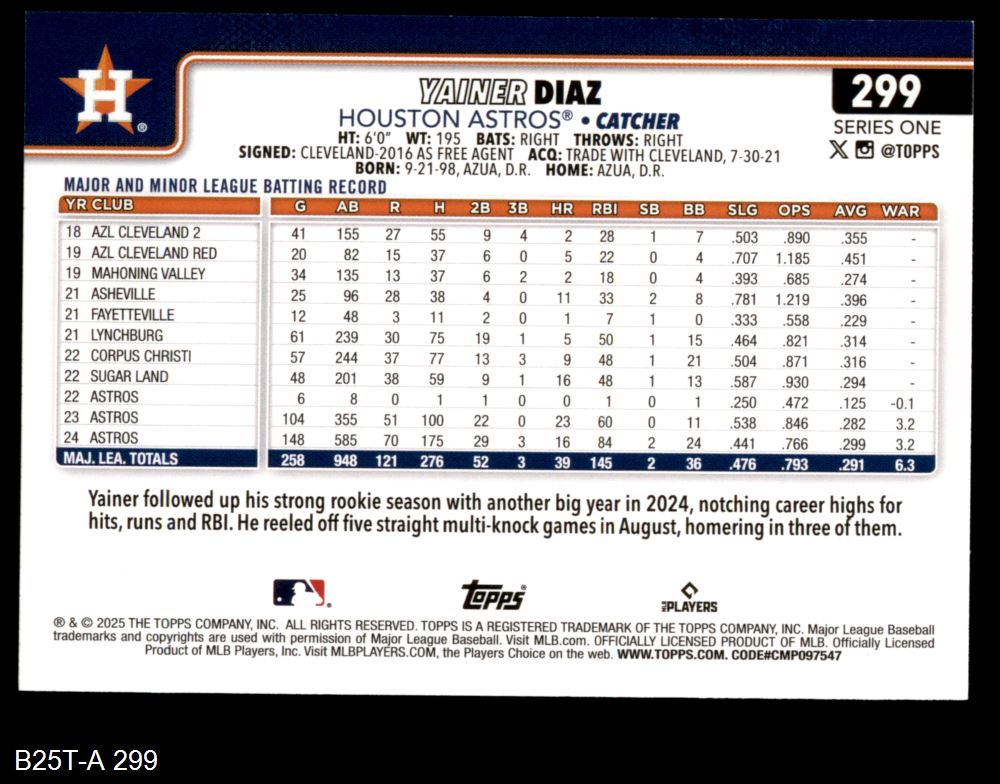 H ®
YAINER DIAZ
299
HOUSTON ASTROS® • CATCHER
SERIES ONE
HT: 6'0" WT: 195 BATS: RIGHT THROWS: RIGHT
@TOPPS
SIGNED: CLEVELAND-2016 AS FREE AGENT ACQ: TRADE WITH CLEVELAND, 7-30-21
BORN: 9-21-98, AZUA, D.R. HOME: AZUA, D.R.
MAJOR AND MINOR LEAGUE BATTING RECORD
YR CLUB G AB R H 2B 3B HR RBI SB BB SLG OPS AVG WAR
18 AZL CLEVELAND 2 41 155 27 55 9 4 2 28 1 7 .503 .890 .355 -
19 AZL CLEVELAND RED 20 82 15 37 6 0 5 22 0 4 .707 1.185 .451 -
19 MAHONING VALLEY 34 135 13 37 6 2 2 18 0 4 .393 .685 .274 -
21 ASHEVILLE 25 96 28 38 4 0 11 33 2 8 .781 1.219 .396 -
21 FAYETTEVILLE 12 48 3 11 2 0 1 7 1 0 .333 .558 .229 -
21 LYNCHBURG 61 239 30 75 19 1 5 50 1 15 .464 .821 .314 -
22 CORPUS CHRISTI 57 244 37 77 13 3 9 48 1 21 .504 .871 .316 -
22 SUGAR LAND 48 201 38 59 9 1 16 48 1 13 .587 .930 .294 -
22 ASTROS 6 8 0 1 1 0 0 1 0 1 .250 .472 .125 -0.1
23 ASTROS 104 355 51 100 22 0 23 60 0 11 .538 .846 .282 3.2
24 ASTROS 148 585 70 175 29 3 16 84 2 24 .441 .766 .299 3.2
MAJ. LEA. TOTALS 258 948 121 276 52 3 39 145 2 36 .476 .793 .291 6.3
Yainer followed up his strong rookie season with another big year in 2024, notching career highs for
hits, runs and RBI. He reeled off five straight multi-knock games in August, homering in three of them.
Topps® MLB PLAYERS
® & © 2025 THE TOPPS COMPANY, INC. ALL RIGHTS RESERVED. TOPPS IS A REGISTERED TRADEMARK OF THE TOPPS COMPANY, INC. Major League Baseball
trademarks and copyrights are used with permission of Major League Baseball. Visit MLB.com. OFFICIALLY LICENSED PRODUCT OF MLB. Officially Licensed
Product of MLB Players, Inc. Visit MLBPLAYERS.COM, the Players Choice on the web. WWW.TOPPS.COM. CODE#CMP097547
B25T-A 299